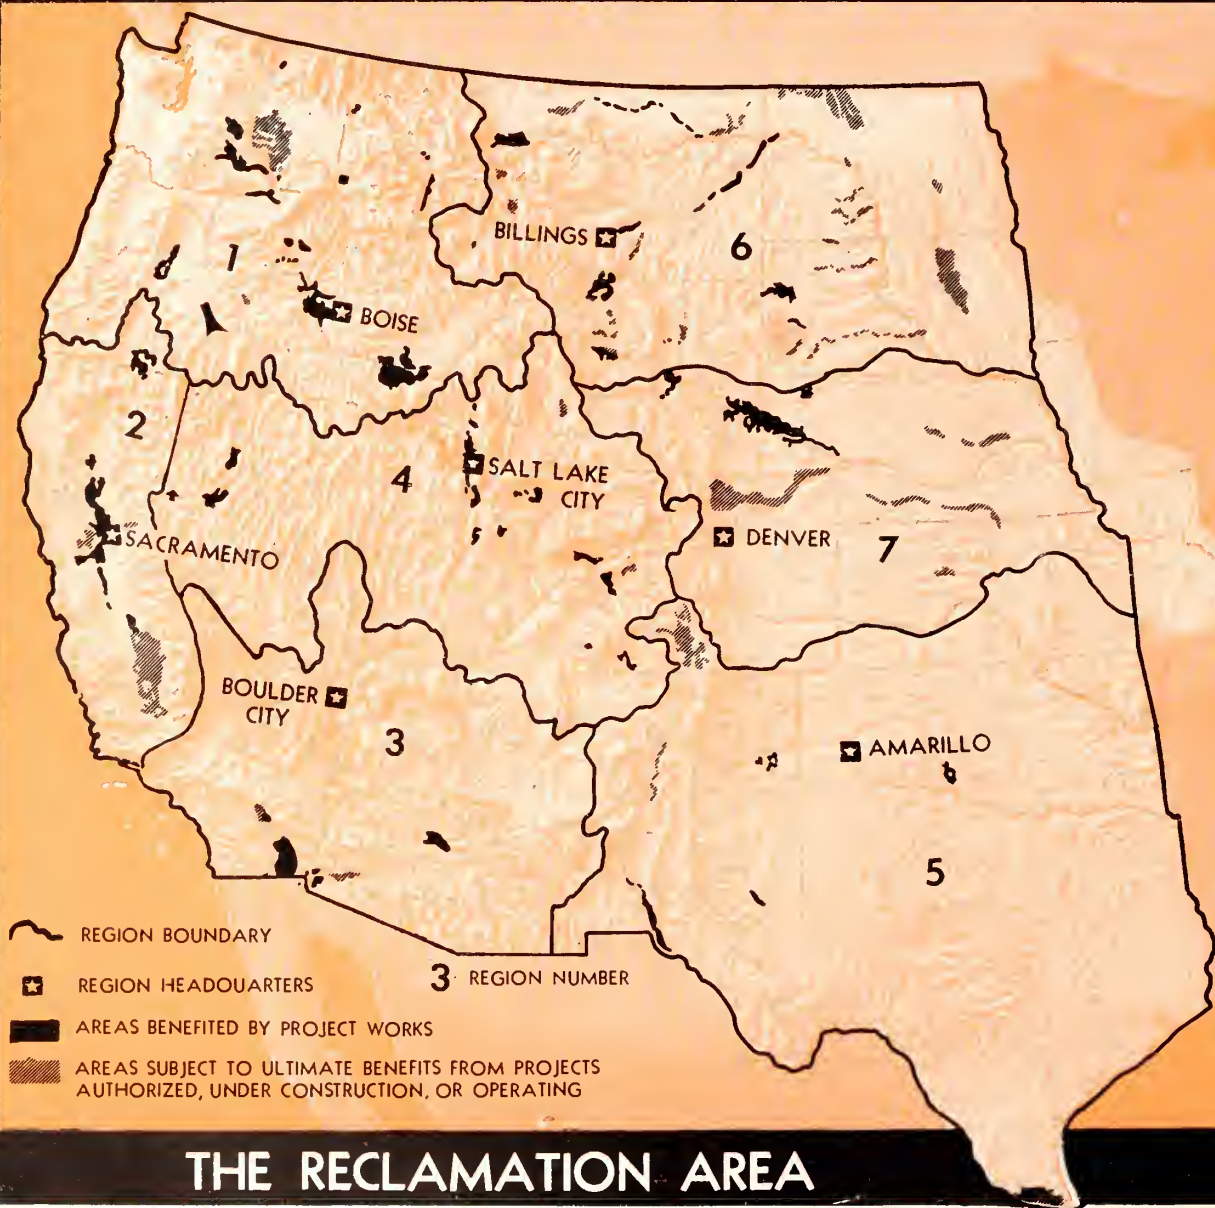 BILLINGS
6
1
BOISE
2
4
SALT LAKE
CITY
SACRAMENTO
DENVER
7
BOULDER
CITY
3
AMARILLO
5
REGION BOUNDARY
REGION HEADQUARTERS
3 REGION NUMBER
AREAS BENEFITED BY PROJECT WORKS
AREAS SUBJECT TO ULTIMATE BENEFITS FROM PROJECTS
AUTHORIZED, UNDER CONSTRUCTION, OR OPERATING
THE RECLAMATION AREA